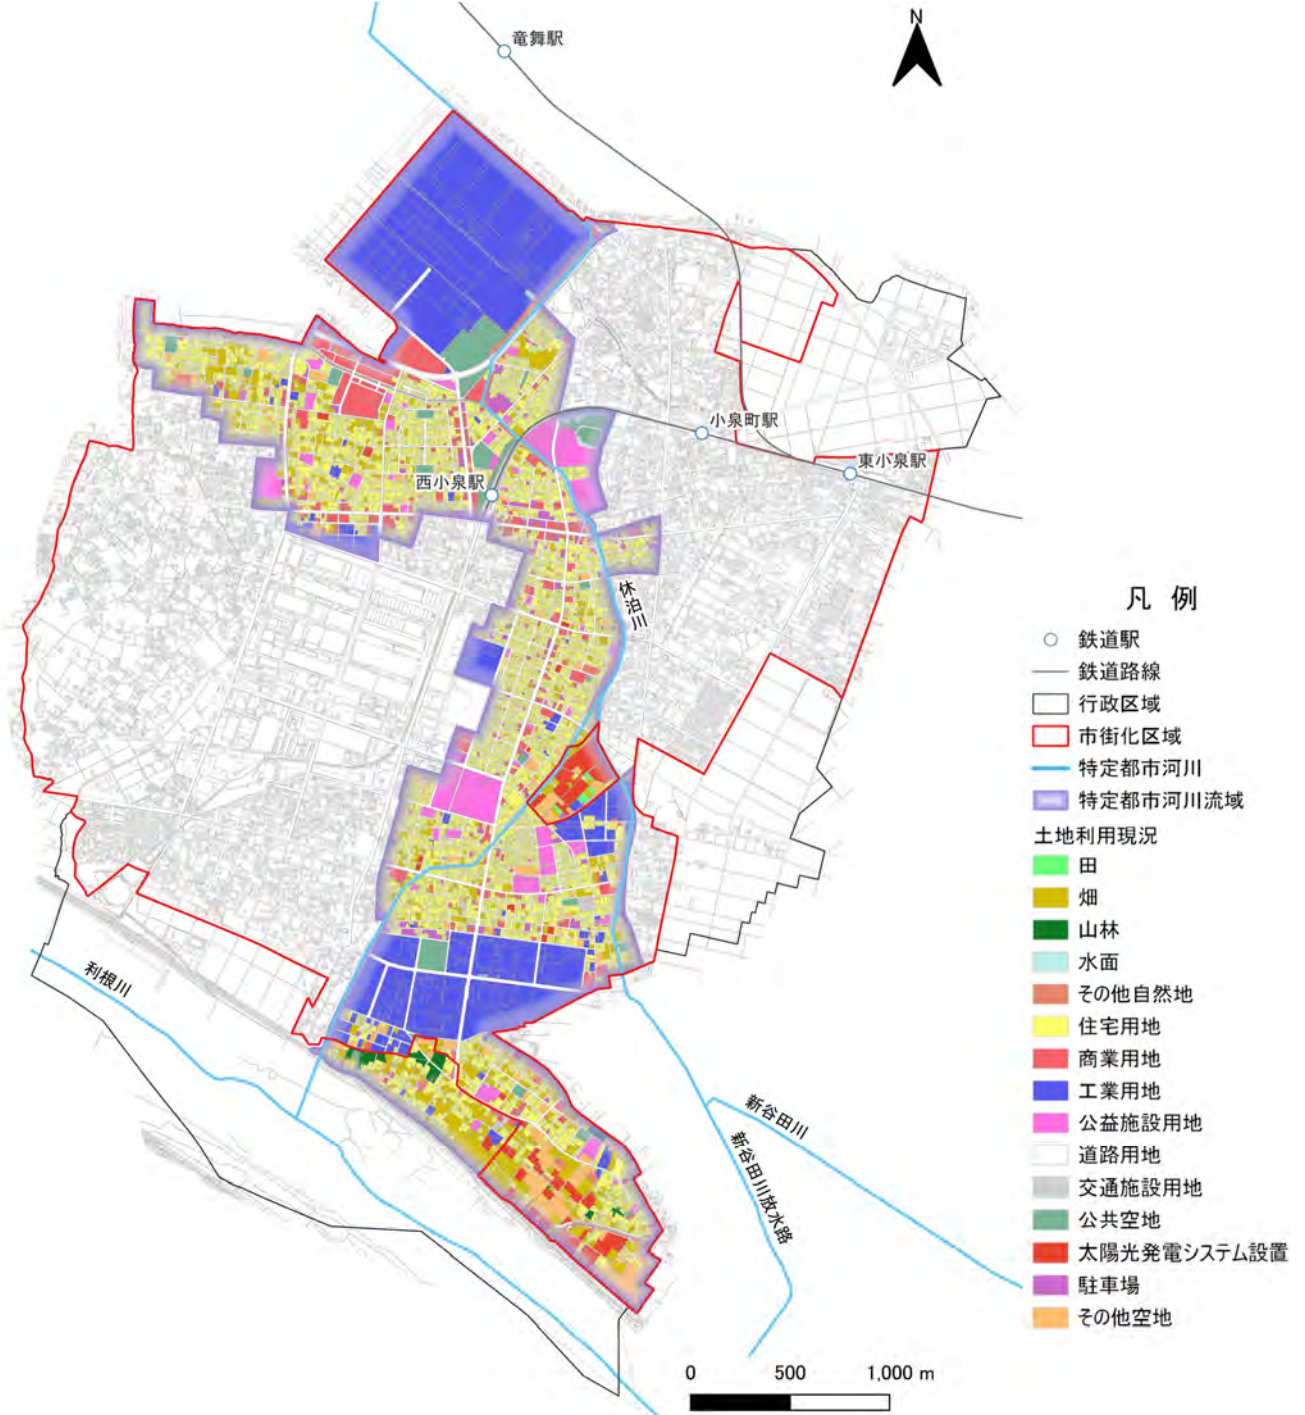 N
竜舞駅
小泉町駅
東小泉駅
西小泉駅
休泊川
利根川
新谷田川
新谷田川放水路
凡 例
鉄道駅
鉄道路線
行政区域
市街化区域
特定都市河川
特定都市河川流域
土地利用現況
田
畑
山林
水面
その他自然地
住宅用地
商業用地
工業用地
公益施設用地
道路用地
交通施設用地
公共空地
太陽光発電システム設置
駐車場
その他空地
0 500 1,000 m